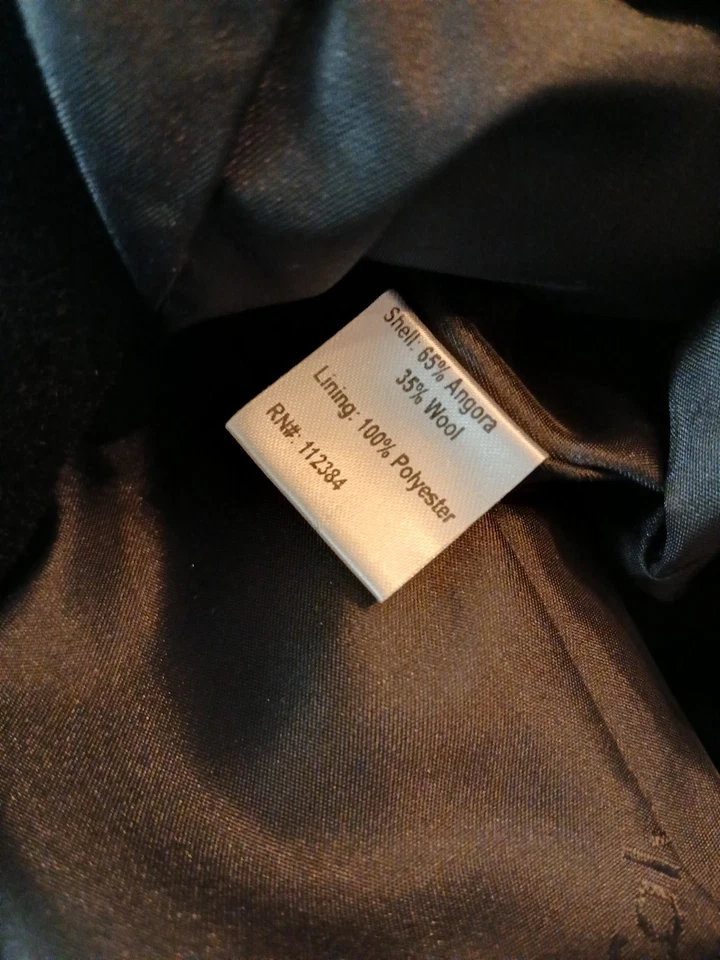 Shell: 65% Angora
35% Wool
Lining: 100% Polyester
RN#: 112384